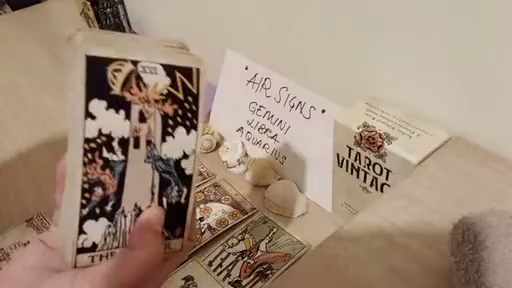 XVI
THE
• AIR SIGNS •
GEMINI
LIBRA
AQUARIUS
TAROT
VINTAG